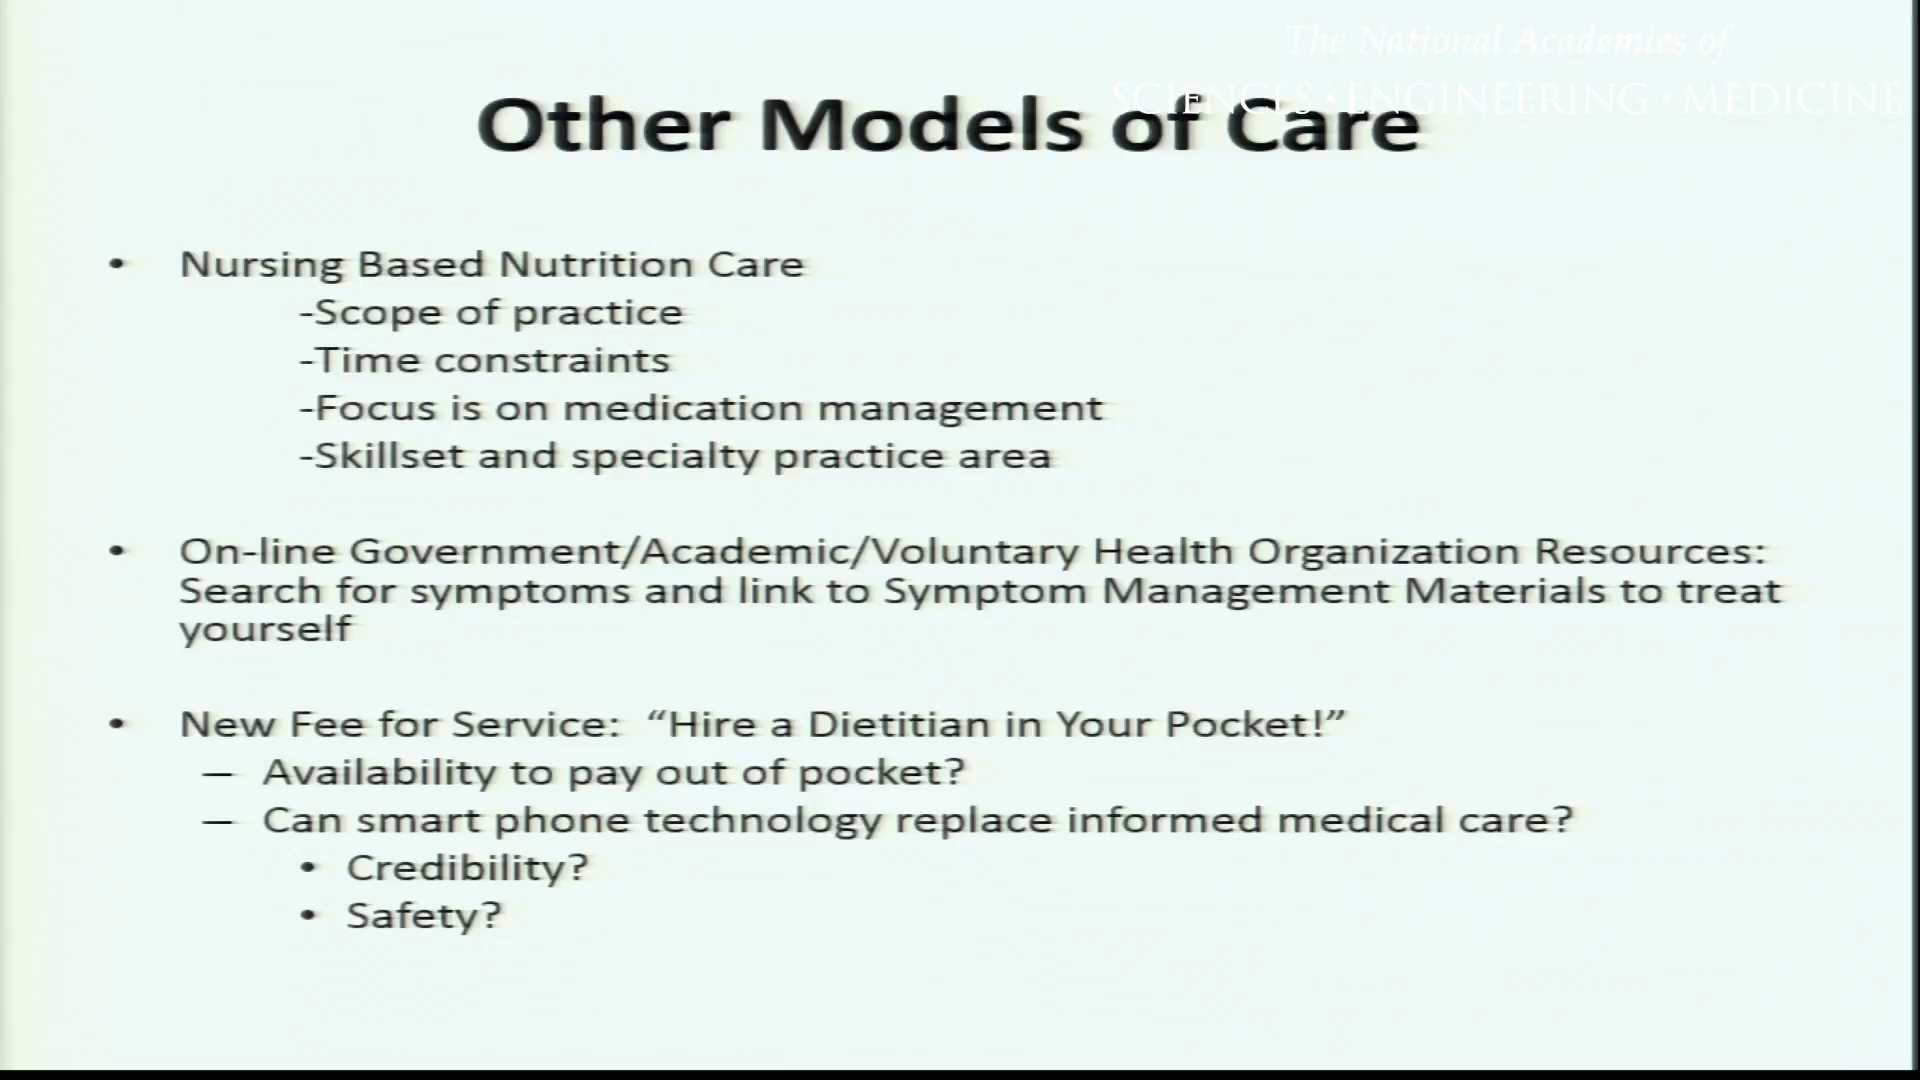 The National Academies of
SCIENCES · ENGINEERING · MEDICINE
Other Models of Care
• Nursing Based Nutrition Care
-Scope of practice
-Time constraints
-Focus is on medication management
-Skillset and specialty practice area
• On-line Government/Academic/Voluntary Health Organization Resources:
Search for symptoms and link to Symptom Management Materials to treat
yourself
• New Fee for Service: “Hire a Dietitian in Your Pocket!”
– Availability to pay out of pocket?
– Can smart phone technology replace informed medical care?
• Credibility?
• Safety?